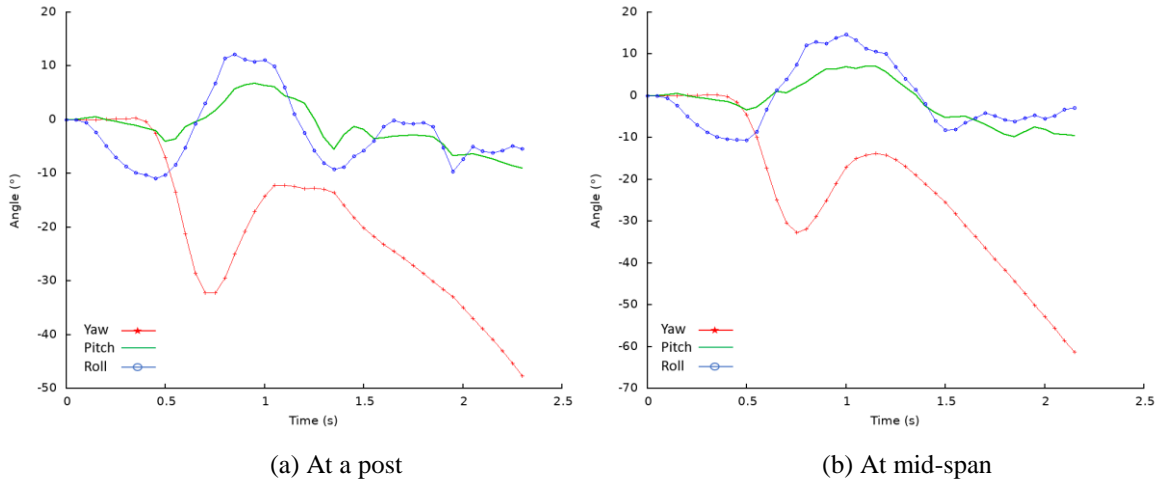 20
10
0
-10
-20
-30
-40
-50
Angle (°)
Yaw
Pitch
Roll
0 0.5 1 1.5 2 2.5
Time (s)
(a) At a post
20
10
0
-10
-20
-30
-40
-50
-60
-70
Angle (°)
Yaw
Pitch
Roll
0 0.5 1 1.5 2 2.5
Time (s)
(b) At mid-span